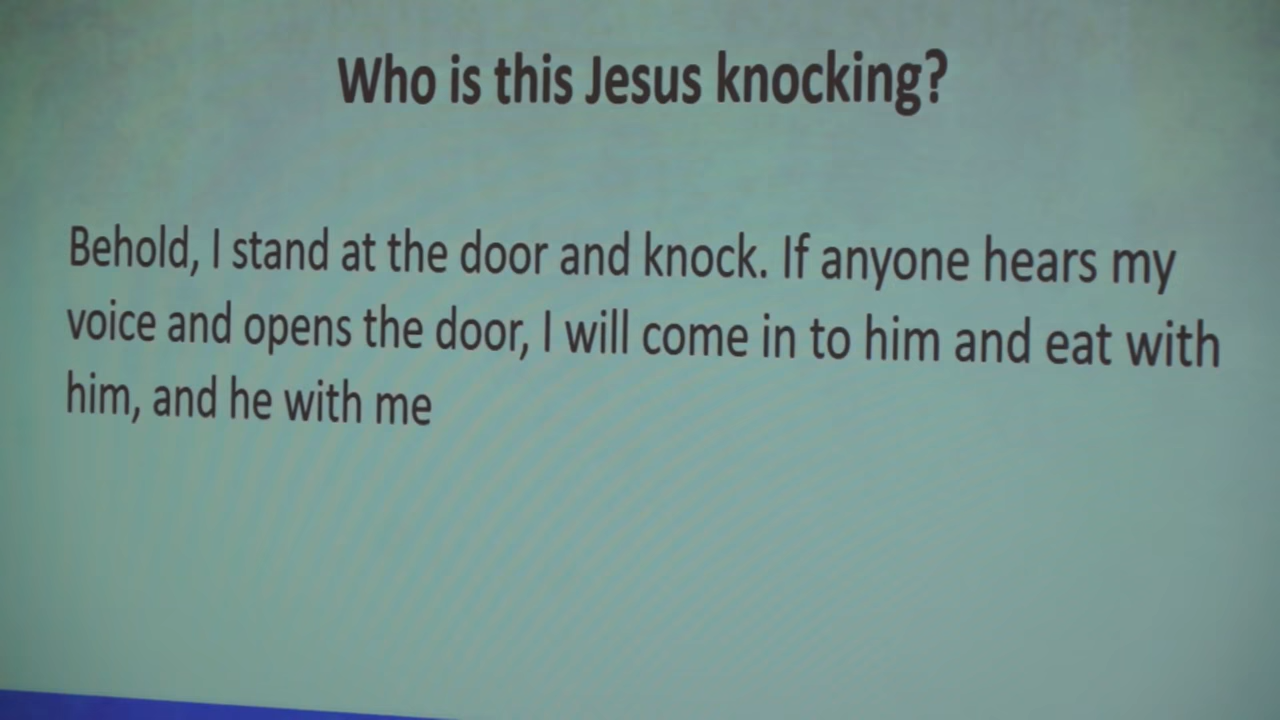 Who is this Jesus knocking?
Behold, I stand at the door and knock. If anyone hears my
voice and opens the door, I will come in to him and eat with
him, and he with me